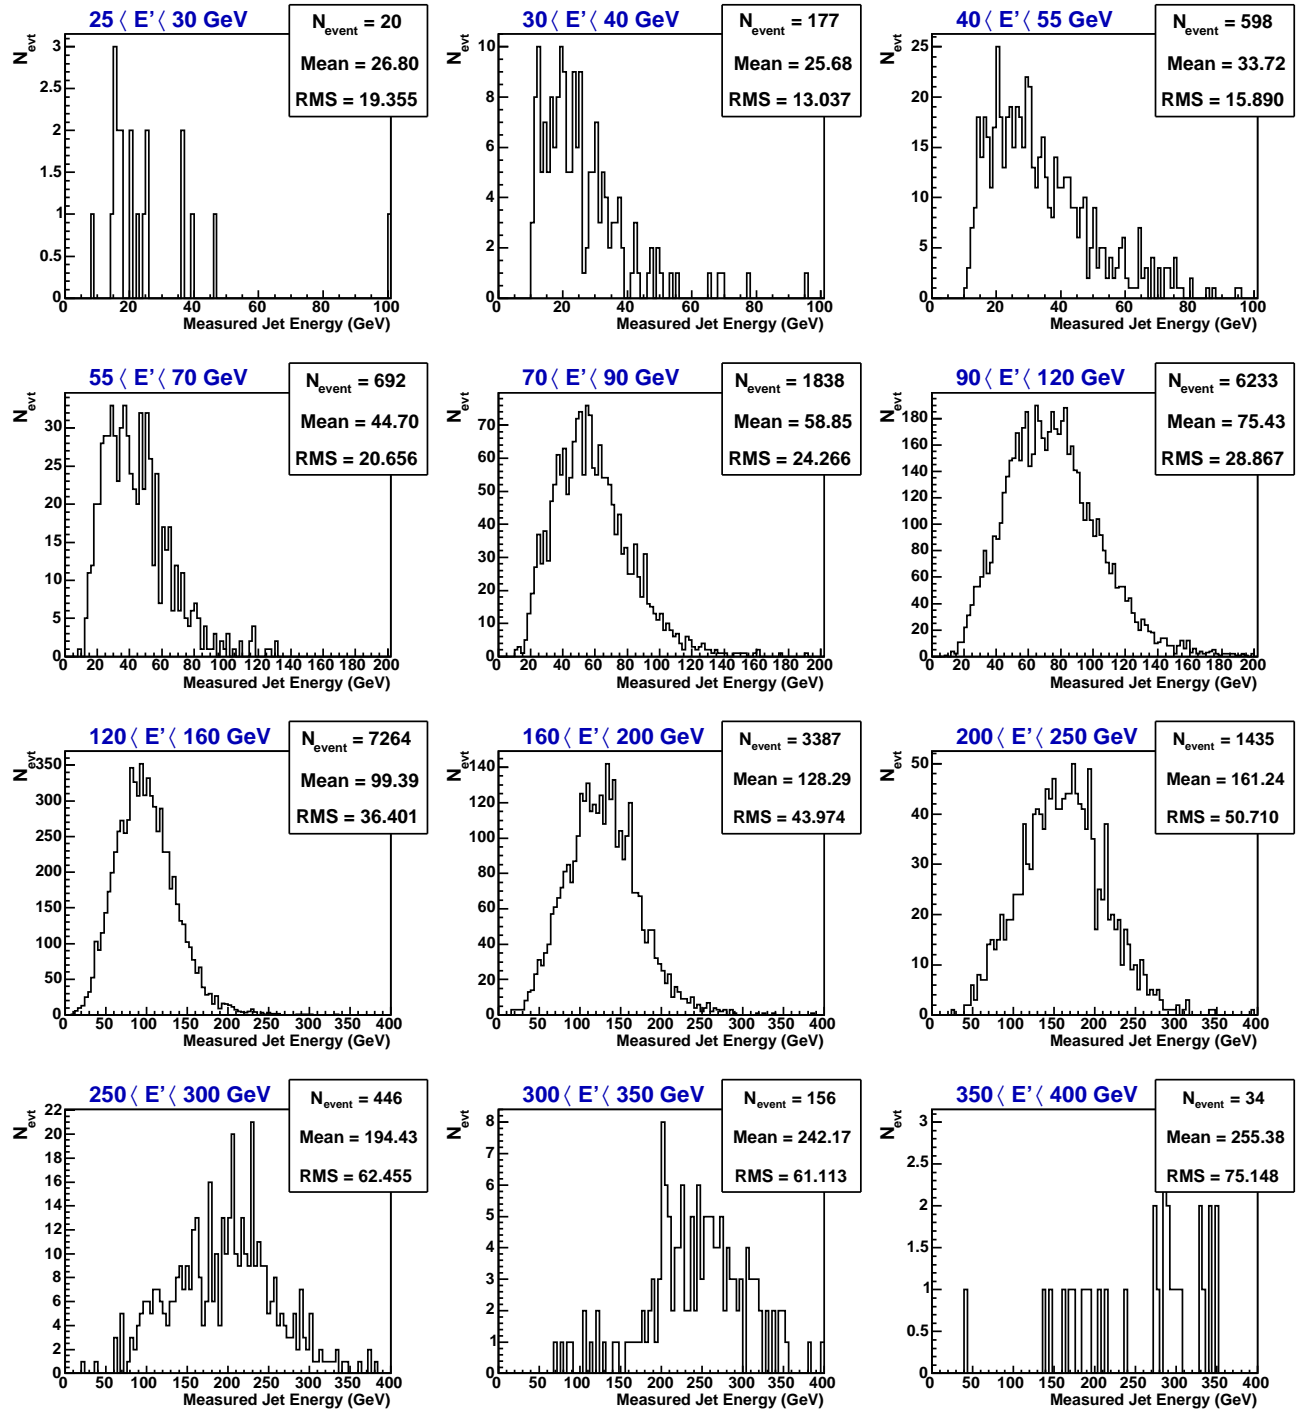 25 〈 E' 〈 30 GeV
N_event = 20
Mean = 26.80
RMS = 19.355
N_evt
0 0.5 1 1.5 2 2.5 3
0 20 40 60 80 100
Measured Jet Energy (GeV)
30 〈 E' 〈 40 GeV
N_event = 177
Mean = 25.68
RMS = 13.037
N_evt
0 2 4 6 8 10
0 20 40 60 80 100
Measured Jet Energy (GeV)
40 〈 E' 〈 55 GeV
N_event = 598
Mean = 33.72
RMS = 15.890
N_evt
0 5 10 15 20 25
0 20 40 60 80 100
Measured Jet Energy (GeV)
55 〈 E' 〈 70 GeV
N_event = 692
Mean = 44.70
RMS = 20.656
N_evt
0 5 10 15 20 25 30
0 20 40 60 80 100 120 140 160 180 200
Measured Jet Energy (GeV)
70 〈 E' 〈 90 GeV
N_event = 1838
Mean = 58.85
RMS = 24.266
N_evt
0 10 20 30 40 50 60 70
0 20 40 60 80 100 120 140 160 180 200
Measured Jet Energy (GeV)
90 〈 E' 〈 120 GeV
N_event = 6233
Mean = 75.43
RMS = 28.867
N_evt
0 20 40 60 80 100 120 140 160 180
0 20 40 60 80 100 120 140 160 180 200
Measured Jet Energy (GeV)
120 〈 E' 〈 160 GeV
N_event = 7264
Mean = 99.39
RMS = 36.401
N_evt
0 50 100 150 200 250 300 350
0 50 100 150 200 250 300 350 400
Measured Jet Energy (GeV)
160 〈 E' 〈 200 GeV
N_event = 3387
Mean = 128.29
RMS = 43.974
N_evt
0 20 40 60 80 100 120 140
0 50 100 150 200 250 300 350 400
Measured Jet Energy (GeV)
200 〈 E' 〈 250 GeV
N_event = 1435
Mean = 161.24
RMS = 50.710
N_evt
0 10 20 30 40 50
0 50 100 150 200 250 300 350 400
Measured Jet Energy (GeV)
250 〈 E' 〈 300 GeV
N_event = 446
Mean = 194.43
RMS = 62.455
N_evt
0 2 4 6 8 10 12 14 16 18 20 22
0 50 100 150 200 250 300 350 400
Measured Jet Energy (GeV)
300 〈 E' 〈 350 GeV
N_event = 156
Mean = 242.17
RMS = 61.113
N_evt
0 1 2 3 4 5 6 7 8
0 50 100 150 200 250 300 350 400
Measured Jet Energy (GeV)
350 〈 E' 〈 400 GeV
N_event = 34
Mean = 255.38
RMS = 75.148
N_evt
0 0.5 1 1.5 2 2.5 3
0 50 100 150 200 250 300 350 400
Measured Jet Energy (GeV)